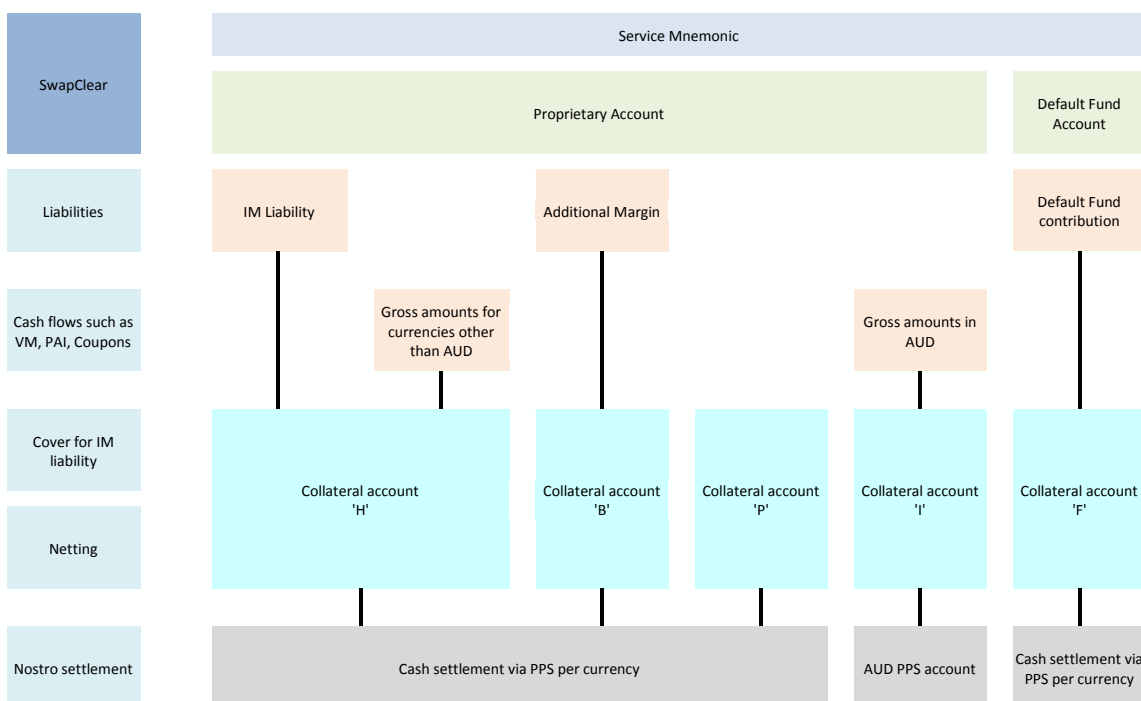 Service Mnemonic
SwapClear
Proprietary Account
Default Fund
Account
Liabilities
IM Liability
Additional Margin
Default Fund
contribution
Cash flows such as
VM, PAI, Coupons
Gross amounts for
currencies other
than AUD
Gross amounts in
AUD
Cover for IM
liability
Collateral account
'H'
Collateral account
'B'
Collateral account
'P'
Collateral account
'I'
Collateral account
'F'
Netting
Nostro settlement
Cash settlement via PPS per currency
AUD PPS account
Cash settlement via
PPS per currency